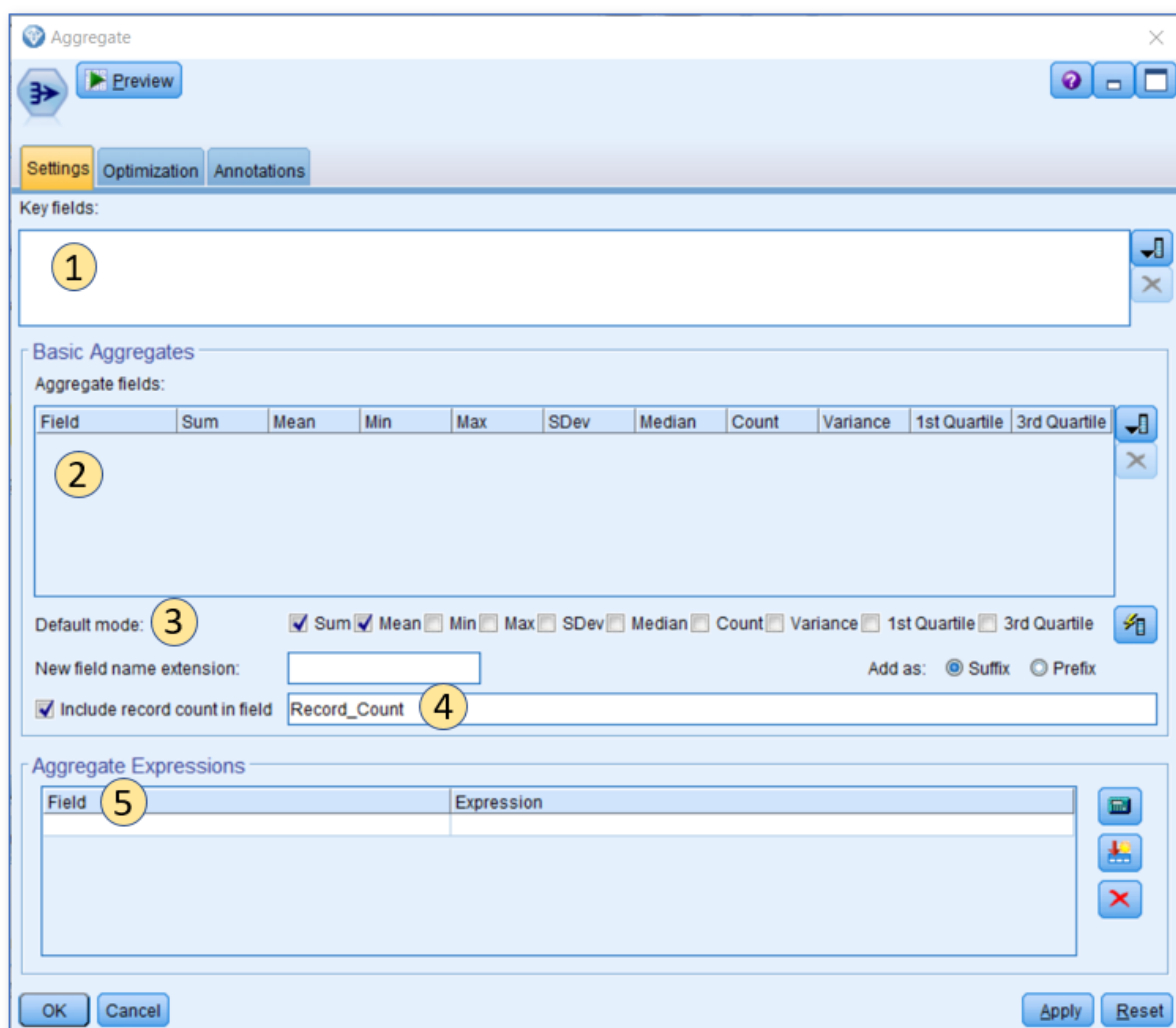 Aggregate
Preview
Settings Optimization Annotations
Key fields:
1
Basic Aggregates
Aggregate fields:
Field Sum Mean Min Max SDev Median Count Variance 1st Quartile 3rd Quartile
2
Default mode: 3 Sum Mean Min Max SDev Median Count Variance 1st Quartile 3rd Quartile
New field name extension: Add as: Suffix Prefix
Include record count in field Record_Count 4
Aggregate Expressions
Field 5 Expression
OK Cancel Apply Reset